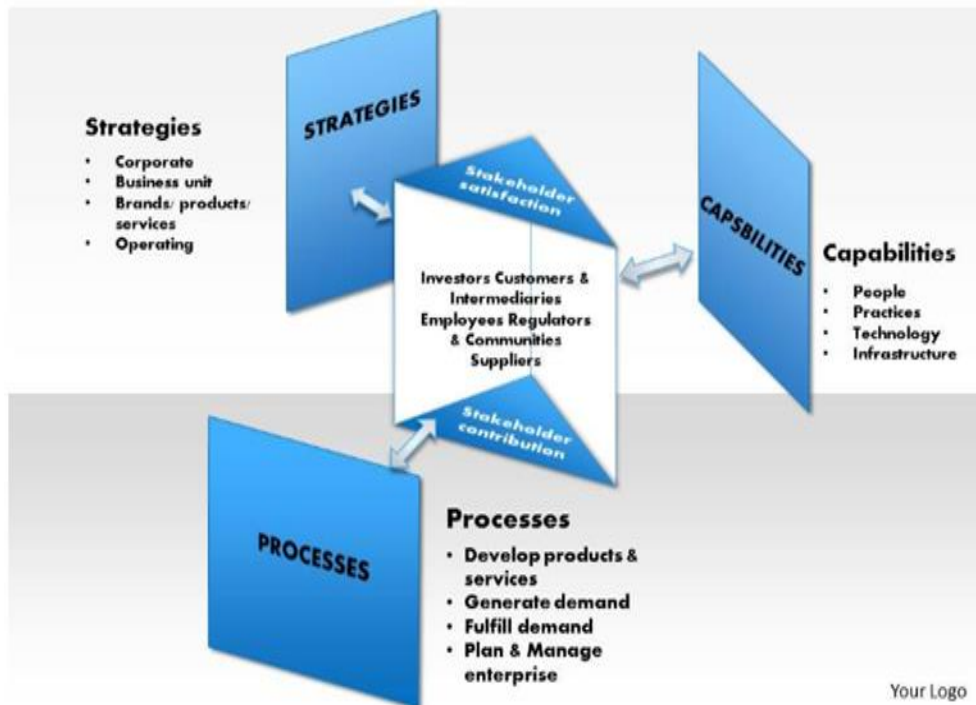 STRATEGIES
Strategies
• Corporate
• Business unit
• Brands/ products/
services
• Operating
Stakeholder
satisfaction
CAPSBILITIES
Capabilities
• People
• Practices
• Technology
• Infrastructure
Investors Customers &
Intermediaries
Employees Regulators
& Communities
Suppliers
Stakeholder
contribution
PROCESSES
Processes
• Develop products &
services
• Generate demand
• Fulfill demand
• Plan & Manage
enterprise
Your Logo